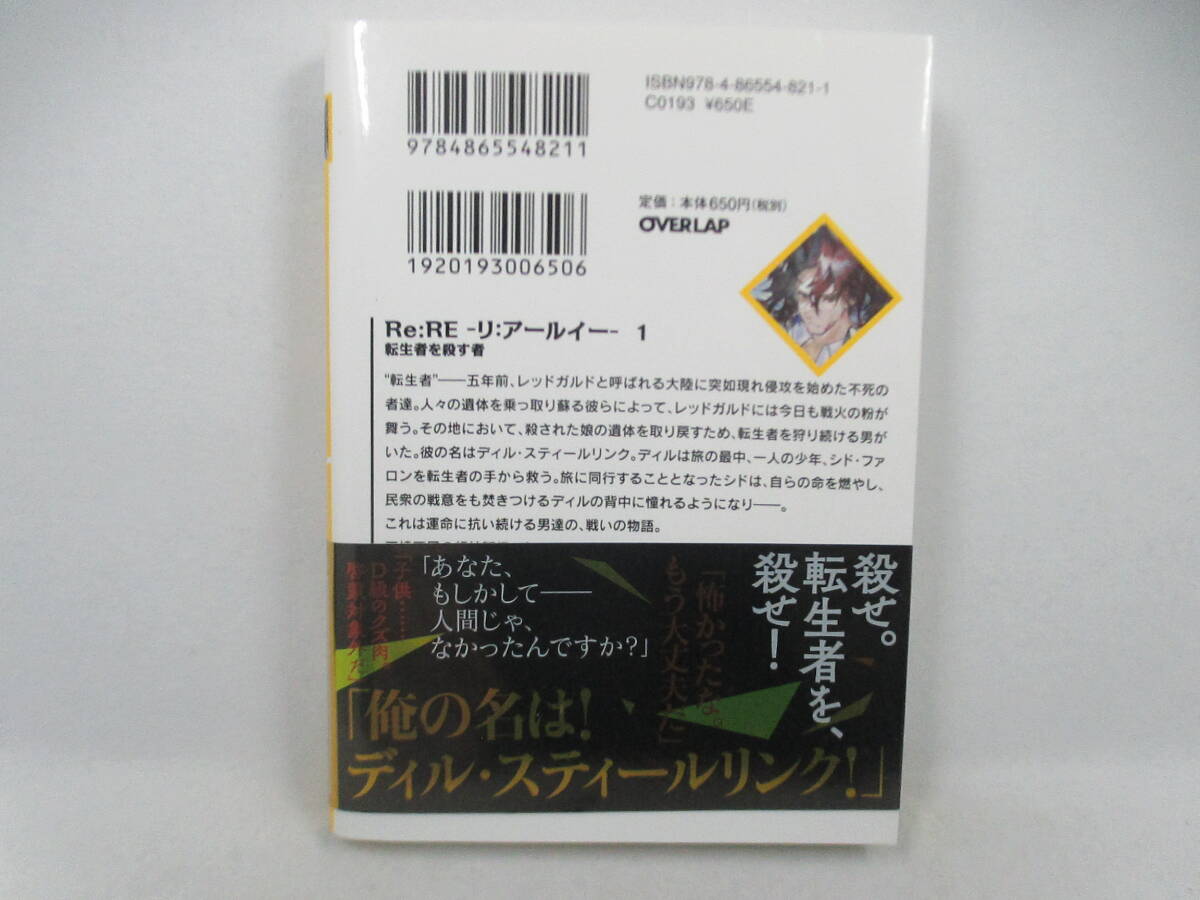 ISBN978-4-86554-821-1
C0193 ¥650E
9784865548211
定価：本体650円（税別）
OVERLAP
1920193006506
Re:RE -リ：アールイー- 1
転生者を殺す者
“転生者”――五年前、レッドガルドと呼ばれる大陸に突如現れ侵攻を始めた不死の
者達。人々の遺体を乗っ取り蘇る彼らによって、レッドガルドには今日も戦火の粉が
舞う。その地において、殺された娘の遺体を取り戻すため、転生者を狩り続ける男が
いた。彼の名はディル・スティールリンク。ディルは旅の最中、一人の少年、シド・ファ
ロンを転生者の手から救う。旅に同行することとなったシドは、自らの命を燃やし、
民衆の戦意をも焚きつけるディルの背中に憧れるようになり――。
これは運命に抗い続ける男達の、戦いの物語。
殺せ。
転生者を、
殺せ！
「怖かったな。
もう大丈夫だ」
「あなた、
もしかして――
人間じゃ、
なかったんですか？」
「子供……
D級のクズ肉。
「俺の名は！
ディル・スティールリンク！」